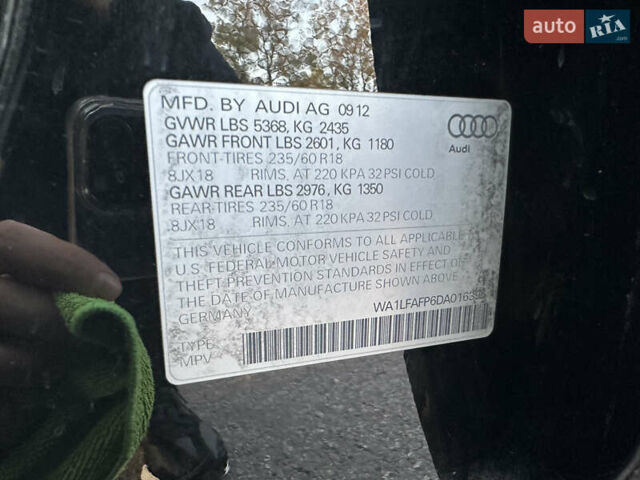 auto RIA.com
MFD. BY AUDI AG 0912
GVWR LBS 5368, KG 2435
GAWR FRONT LBS 2601, KG 1180
FRONT-TIRES 235/60 R18
8JX18 RIMS, AT 220 KPA 32 PSI COLD
GAWR REAR LBS 2976, KG 1350
REAR-TIRES 235/60 R18
8JX18 RIMS, AT 220 KPA 32 PSI COLD
Audi
THIS VEHICLE CONFORMS TO ALL APPLICABLE
U.S. FEDERAL MOTOR VEHICLE SAFETY AND
THEFT PREVENTION STANDARDS IN EFFECT ON
THE DATE OF MANUFACTURE SHOWN ABOVE.
GERMANY
TYPE:
MPV